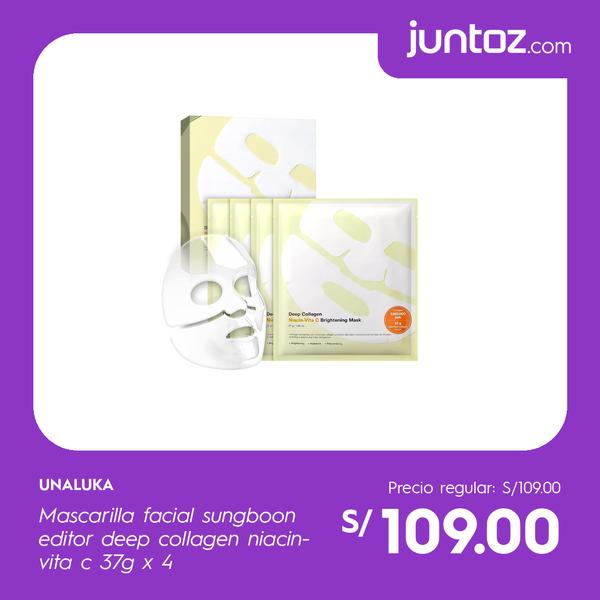 juntoz.com
Deep Collagen
Niacin-Vita C Brightening Mask
UNALUKA
Mascarilla facial sungboon
editor deep collagen niacin-
vita c 37g x 4
Precio regular: S/109.00
S/109.00